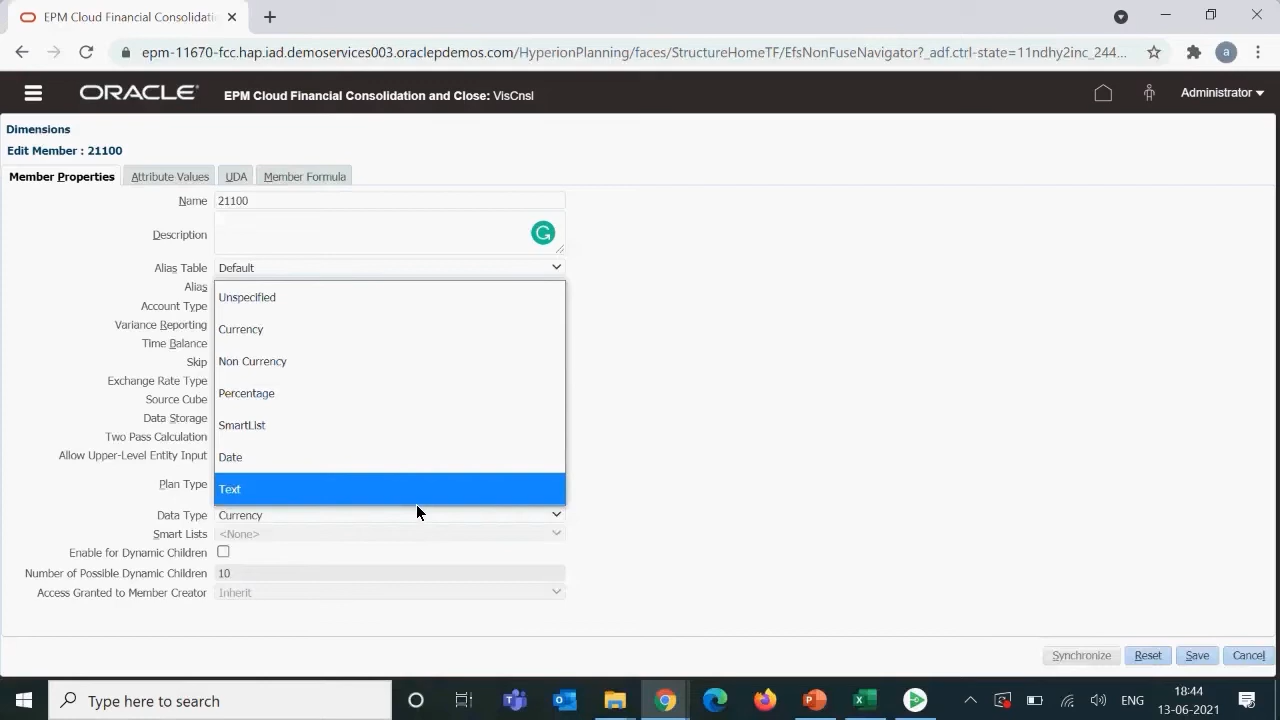 EPM Cloud Financial Consolidati
epm-11670-fcc.hap.iad.demoservices003.oraclepdemos.com/HyperionPlanning/faces/StructureHomeTF/EfsNonFuseNavigator?_adf.ctrl-state=11ndhy2inc_244...
a
ORACLE
EPM Cloud Financial Consolidation and Close: VisCnsl
Administrator
Dimensions
Edit Member : 21100
Member Properties
Attribute Values
UDA
Member Formula
Name 21100
Description
Alias Table Default
Alias
Unspecified
Account Type
Variance Reporting
Currency
Time Balance
Skip
Non Currency
Exchange Rate Type
Source Cube
Percentage
Data Storage
SmartList
Two Pass Calculation
Allow Upper-Level Entity Input
Date
Plan Type
Text
Data Type Currency
Smart Lists <None>
Enable for Dynamic Children
Number of Possible Dynamic Children 10
Access Granted to Member Creator Inherit
Synchronize
Reset
Save
Cancel
Type here to search
ENG
18:44
13-06-2021